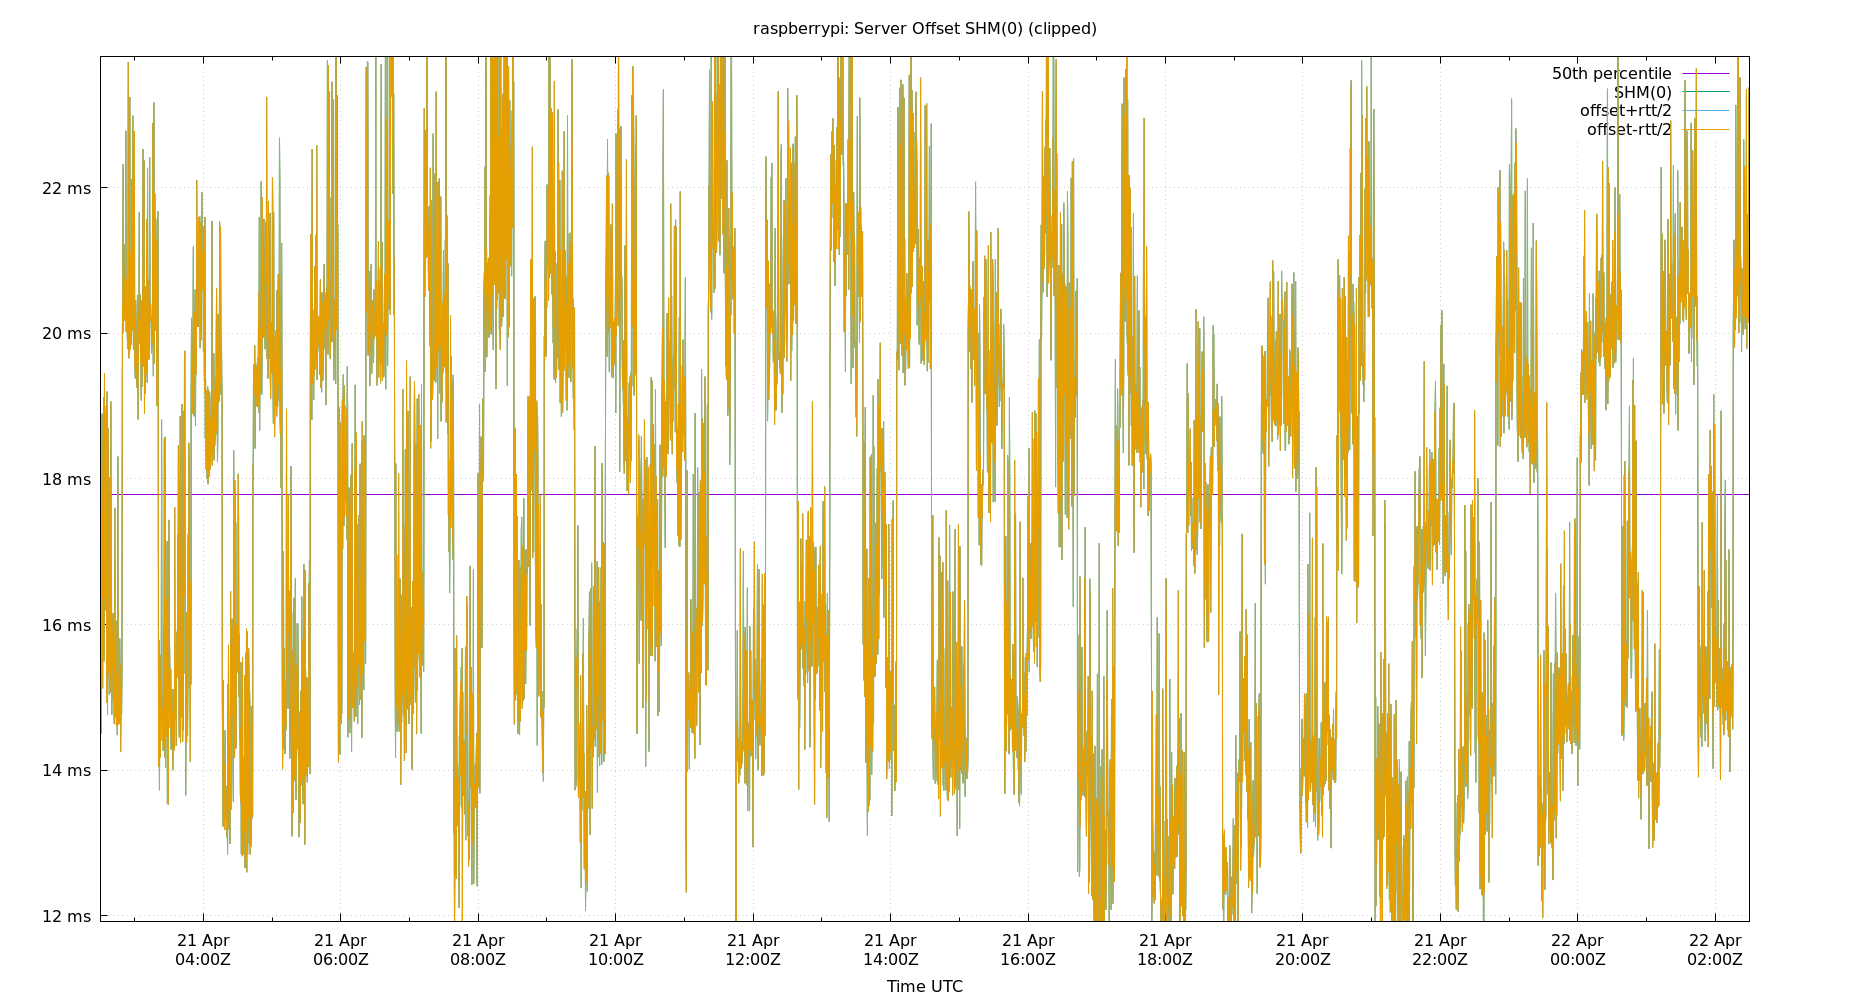 raspberrypi: Server Offset SHM(0) (clipped)
50th percentile
SHM(0)
offset+rtt/2
offset-rtt/2
22 ms
20 ms
18 ms
16 ms
14 ms
12 ms
21 Apr 21 Apr 21 Apr 21 Apr 21 Apr 21 Apr 21 Apr 21 Apr 21 Apr 21 Apr 22 Apr 22 Apr
04:00Z 06:00Z 08:00Z 10:00Z 12:00Z 14:00Z 16:00Z 18:00Z 20:00Z 22:00Z 00:00Z 02:00Z
Time UTC